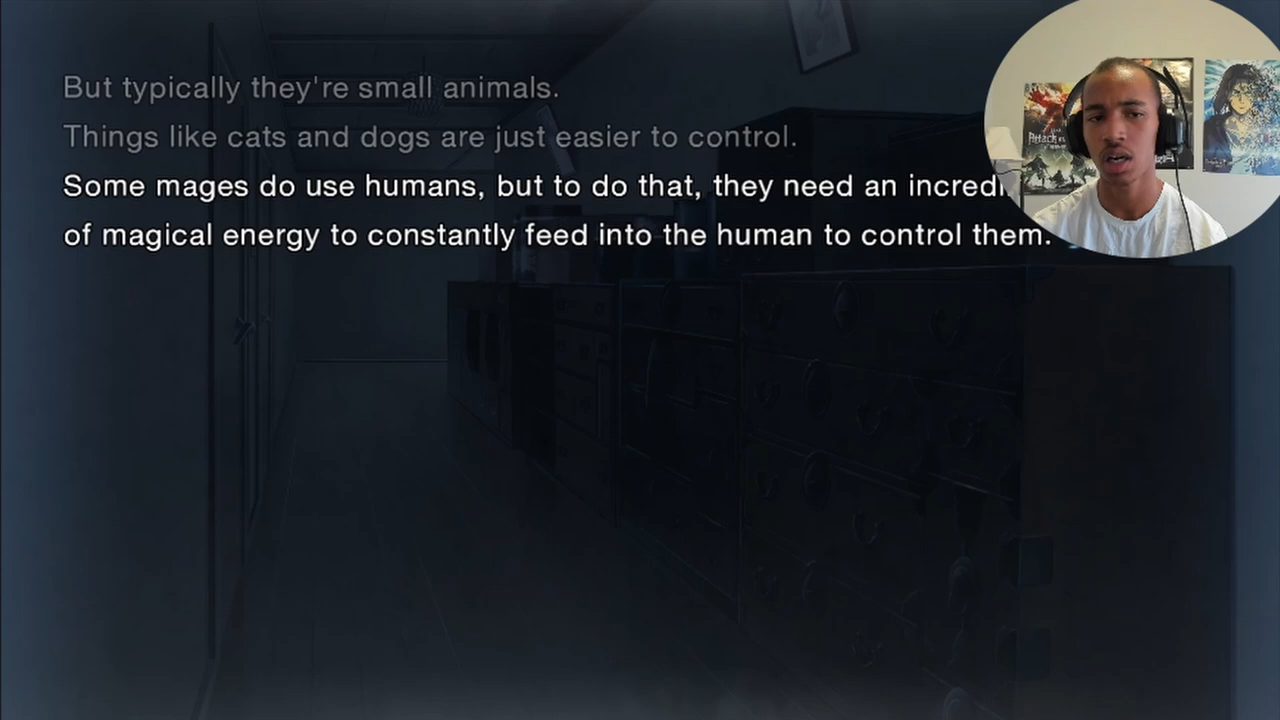 But typically they're small animals.
Things like cats and dogs are just easier to control.
Some mages do use humans, but to do that, they need an
of magical energy to constantly feed into the human to control them.
Attack